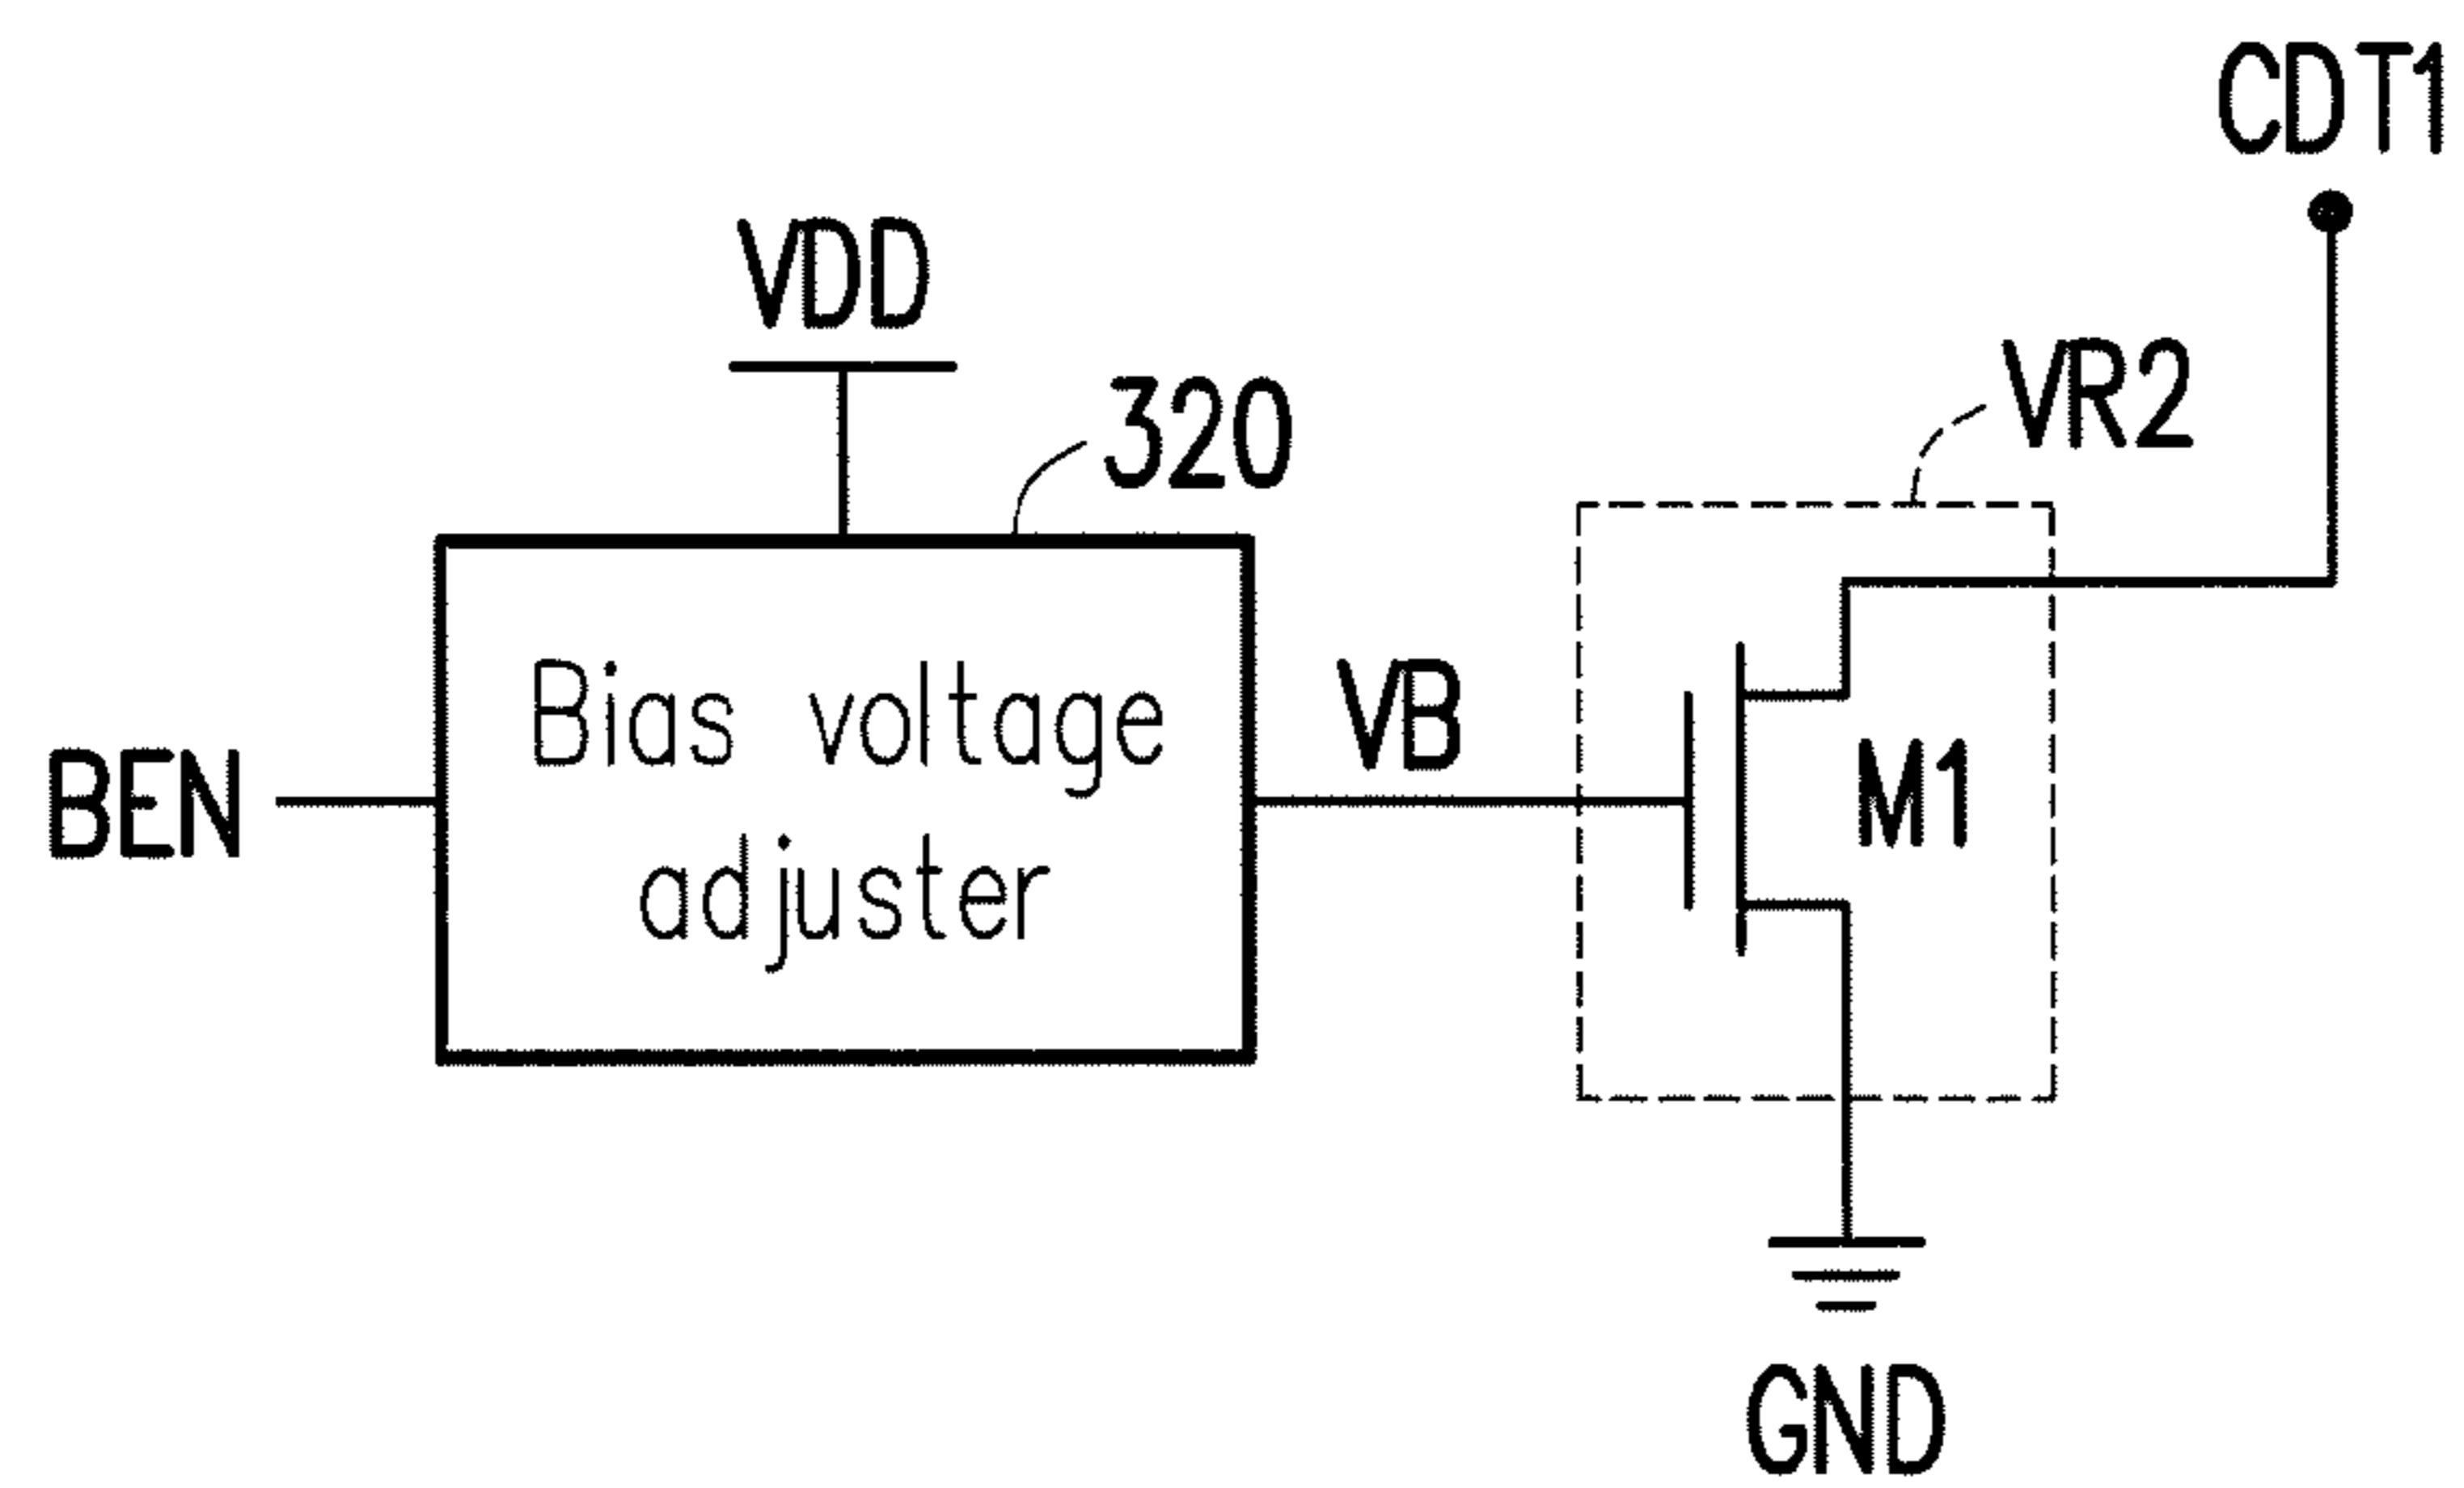 CDT1
VDD
320
VR2
Bias voltage
adjuster
BEN
VB
M1
GND